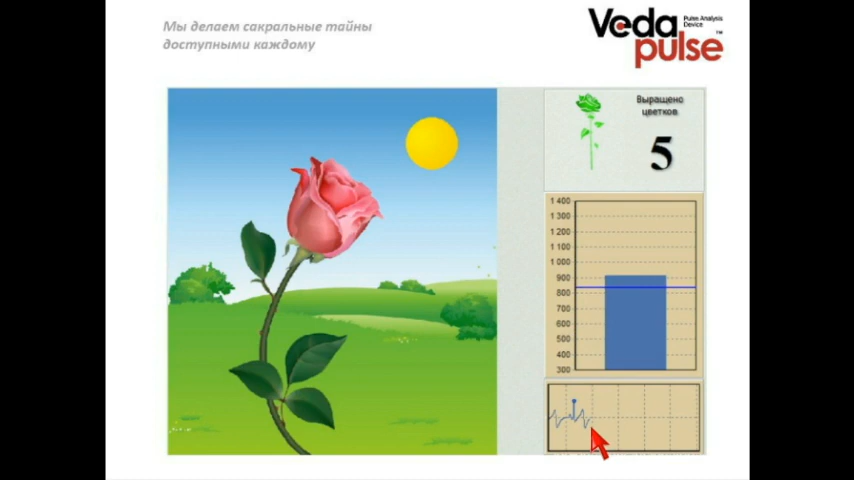 Мы делаем сакральные тайны
доступными каждому
Veda Pulse Analysis
Device
pulse ™
Выращено
цветков
5
1 400
1 300
1 200
1 100
1 000
900
800
700
600
500
400
300